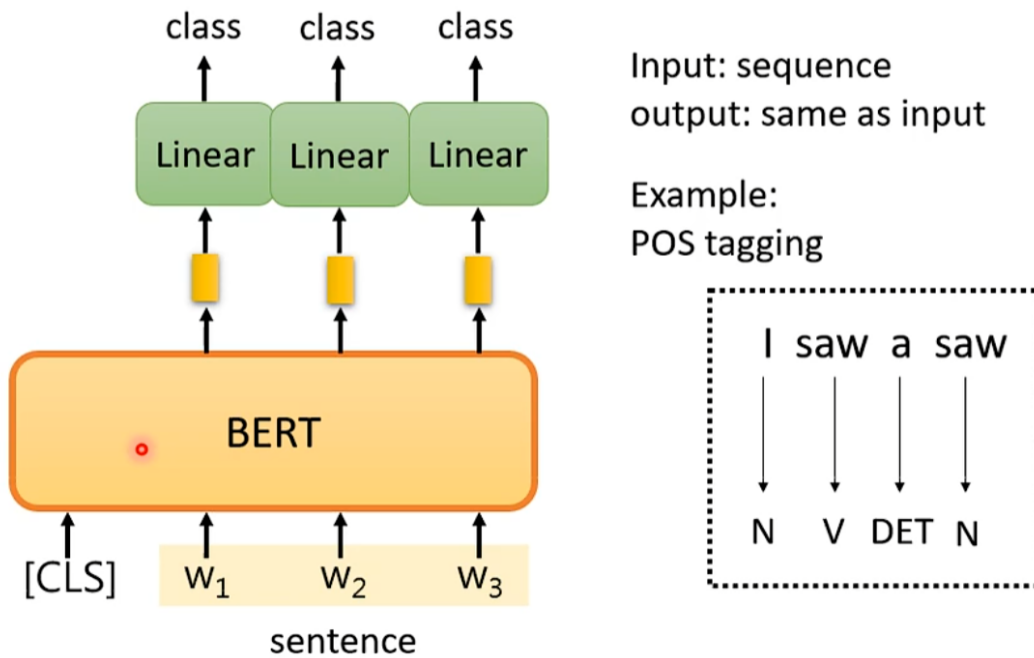 class class class
Linear Linear Linear
BERT
[CLS] w₁ w₂ w₃
sentence
Input: sequence
output: same as input
Example:
POS tagging
I saw a saw
N V DET N